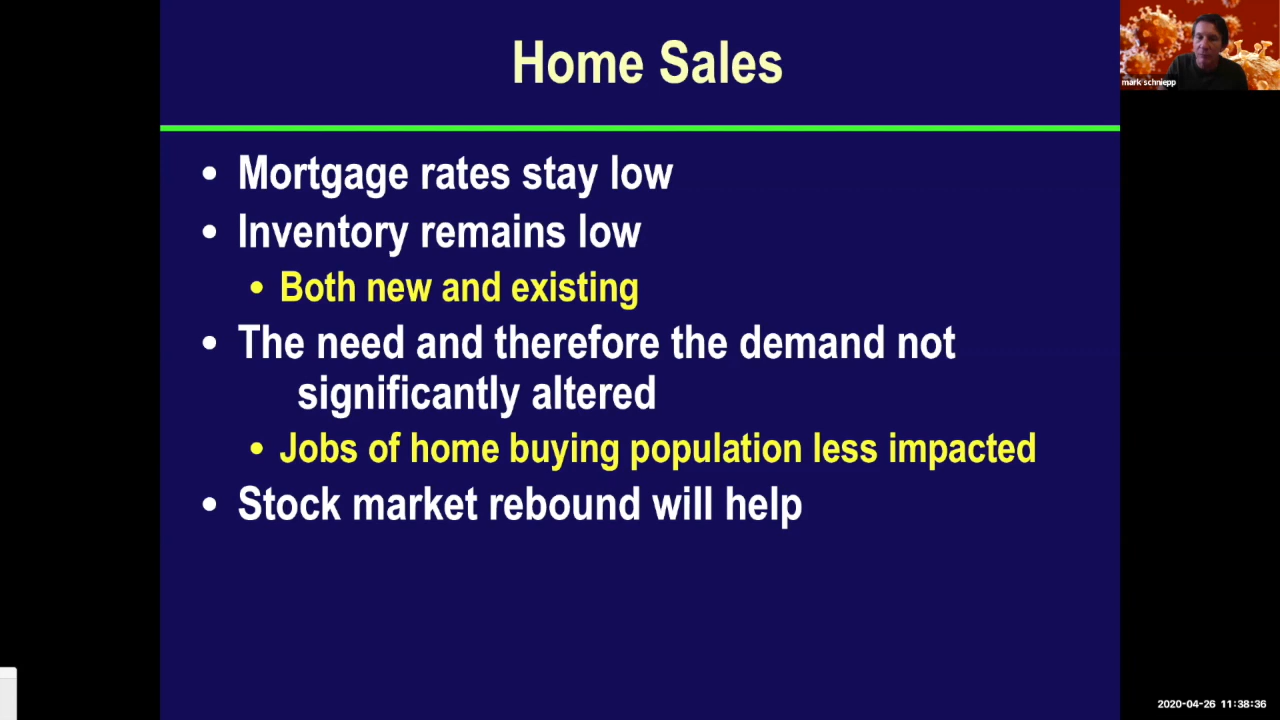 Home Sales
mark schniepp
• Mortgage rates stay low
• Inventory remains low
• Both new and existing
• The need and therefore the demand not
significantly altered
• Jobs of home buying population less impacted
• Stock market rebound will help
2020-04-26 11:38:36